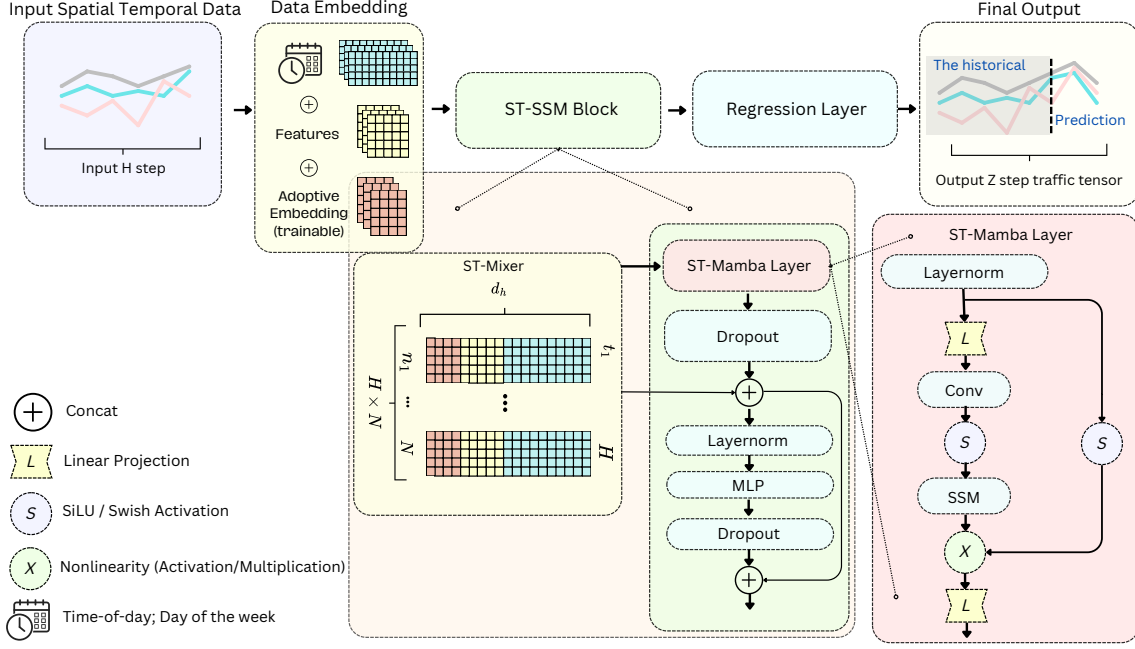 Input Spatial Temporal Data
Data Embedding
Final Output
Input H step
Features
Adoptive
Embedding
(trainable)
ST-SSM Block
Regression Layer
The historical
Prediction
Output Z step traffic tensor
ST-Mixer
d_h
n_1
...
N
H × N
t_1
...
H
ST-Mamba Layer
Dropout
Layernorm
MLP
Dropout
ST-Mamba Layer
Layernorm
L
Conv
S
S
SSM
X
L
Concat
L
Linear Projection
S
SiLU / Swish Activation
X
Nonlinearity (Activation/Multiplication)
Time-of-day; Day of the week